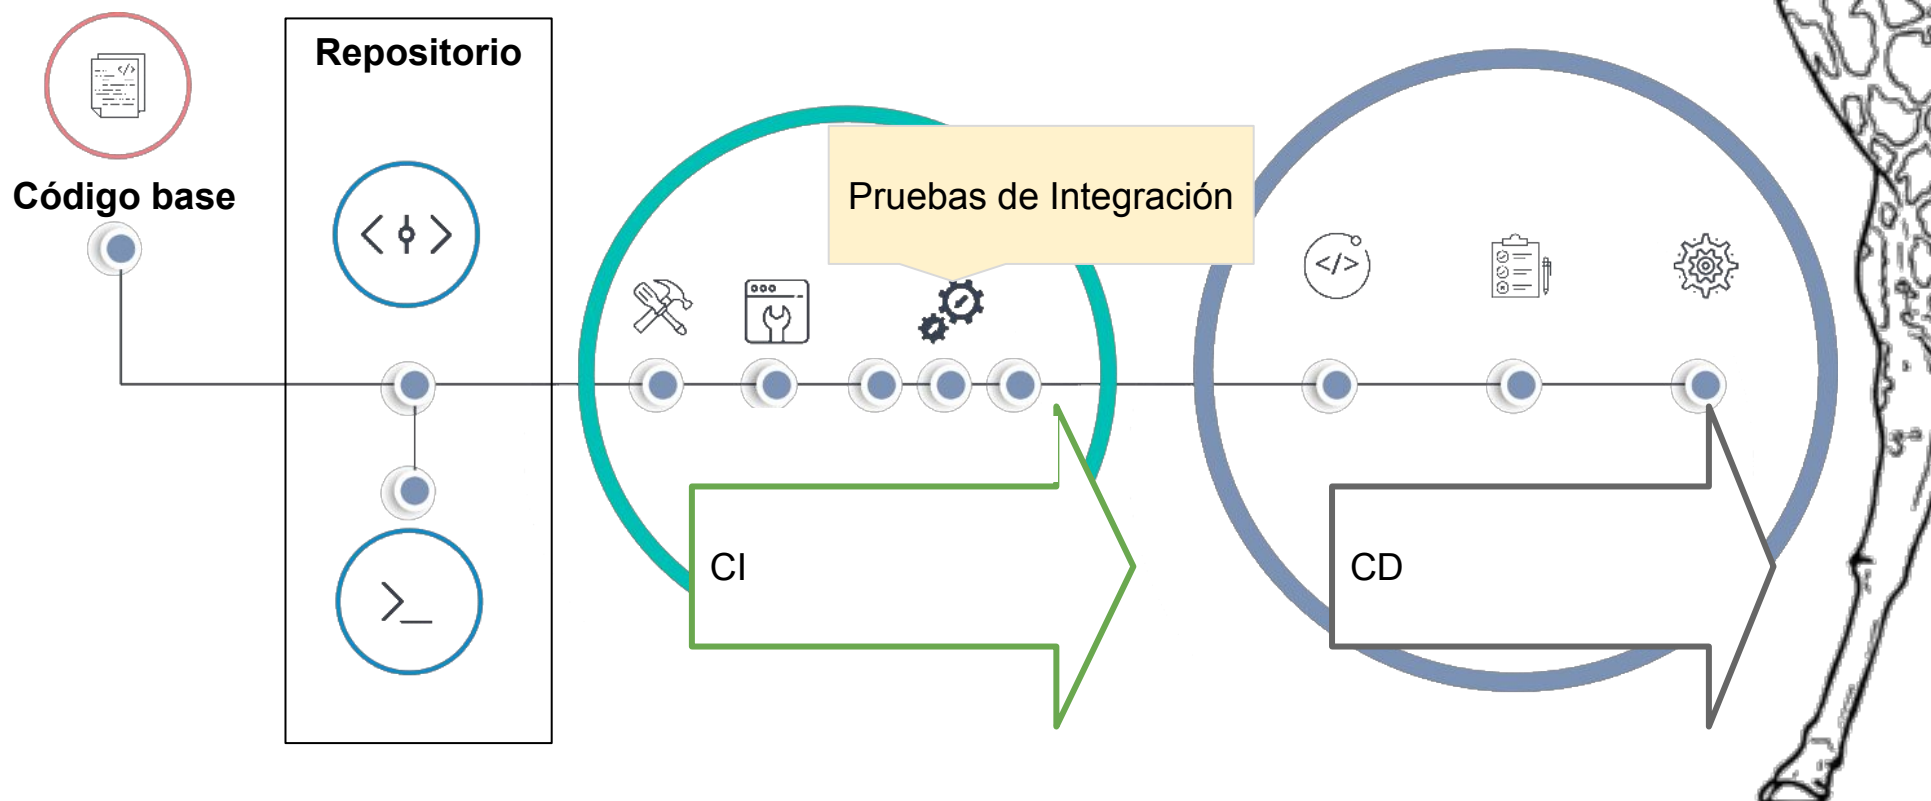 Repositorio
Código base
Pruebas de Integración
CI
CD